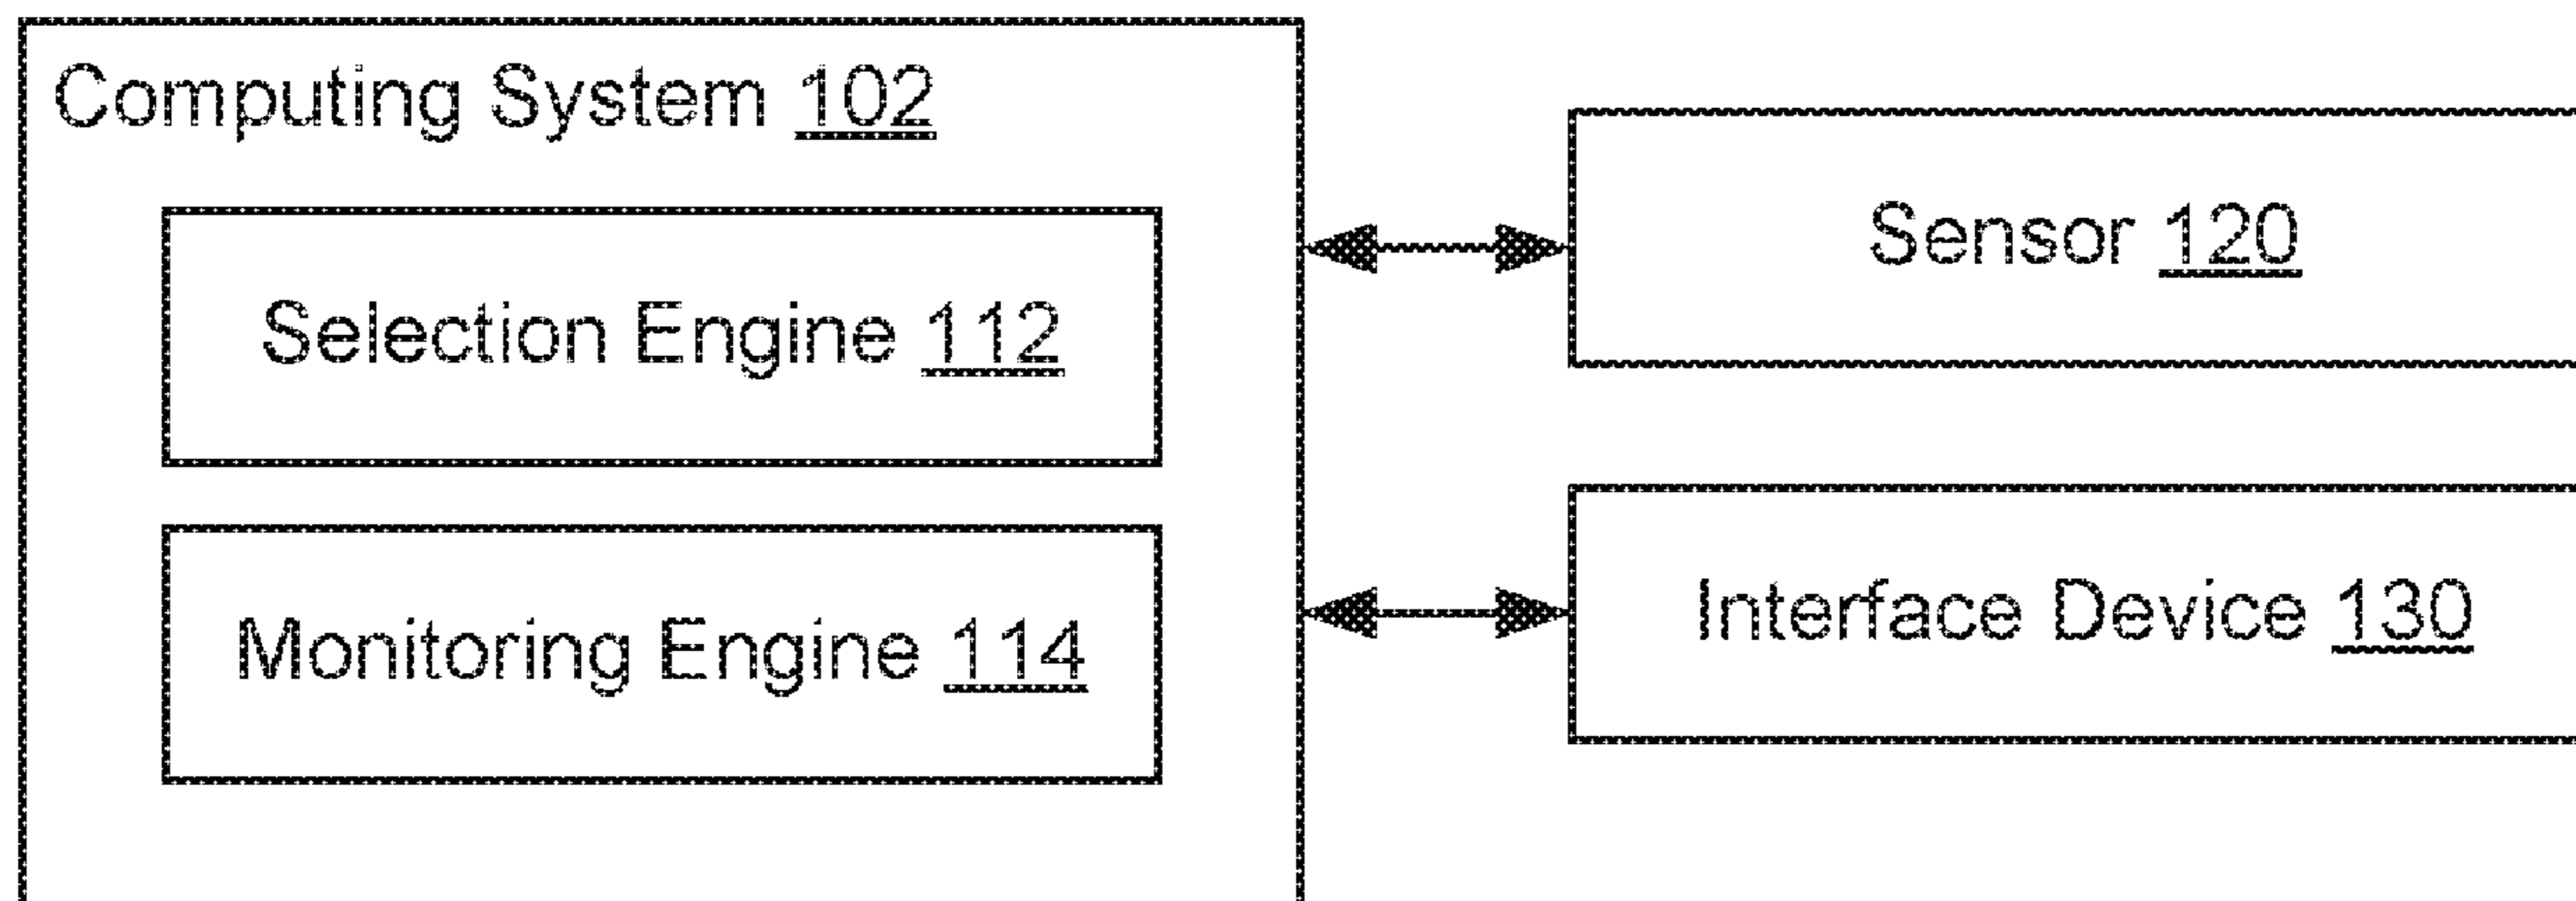 Computing System 102
Selection Engine 112
Monitoring Engine 114
Sensor 120
Interface Device 130